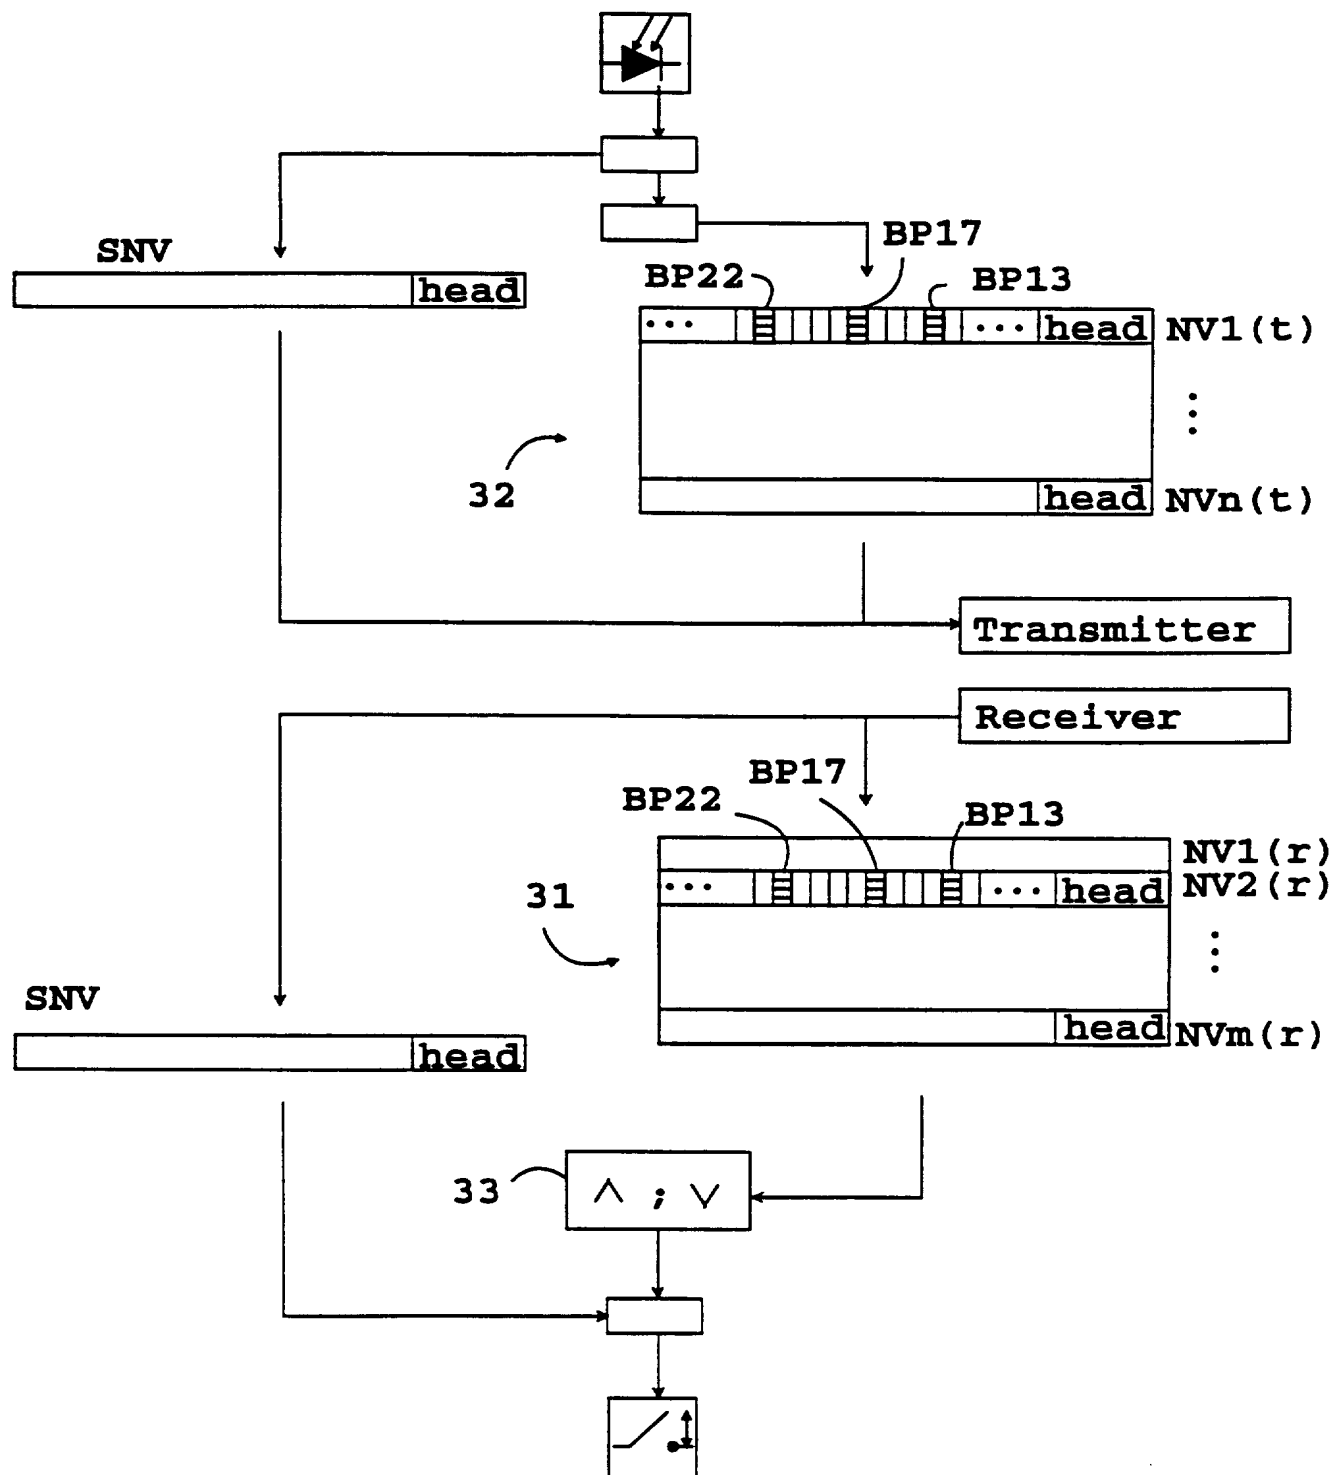 SNV
head
BP17
BP22
BP13
... ... head NV1(t)
32
head NVn(t)
Transmitter
Receiver
BP17
BP22
BP13
NV1(r)
... ... head NV2(r)
31
SNV
head
head NVm(r)
33
∧ ; ∨